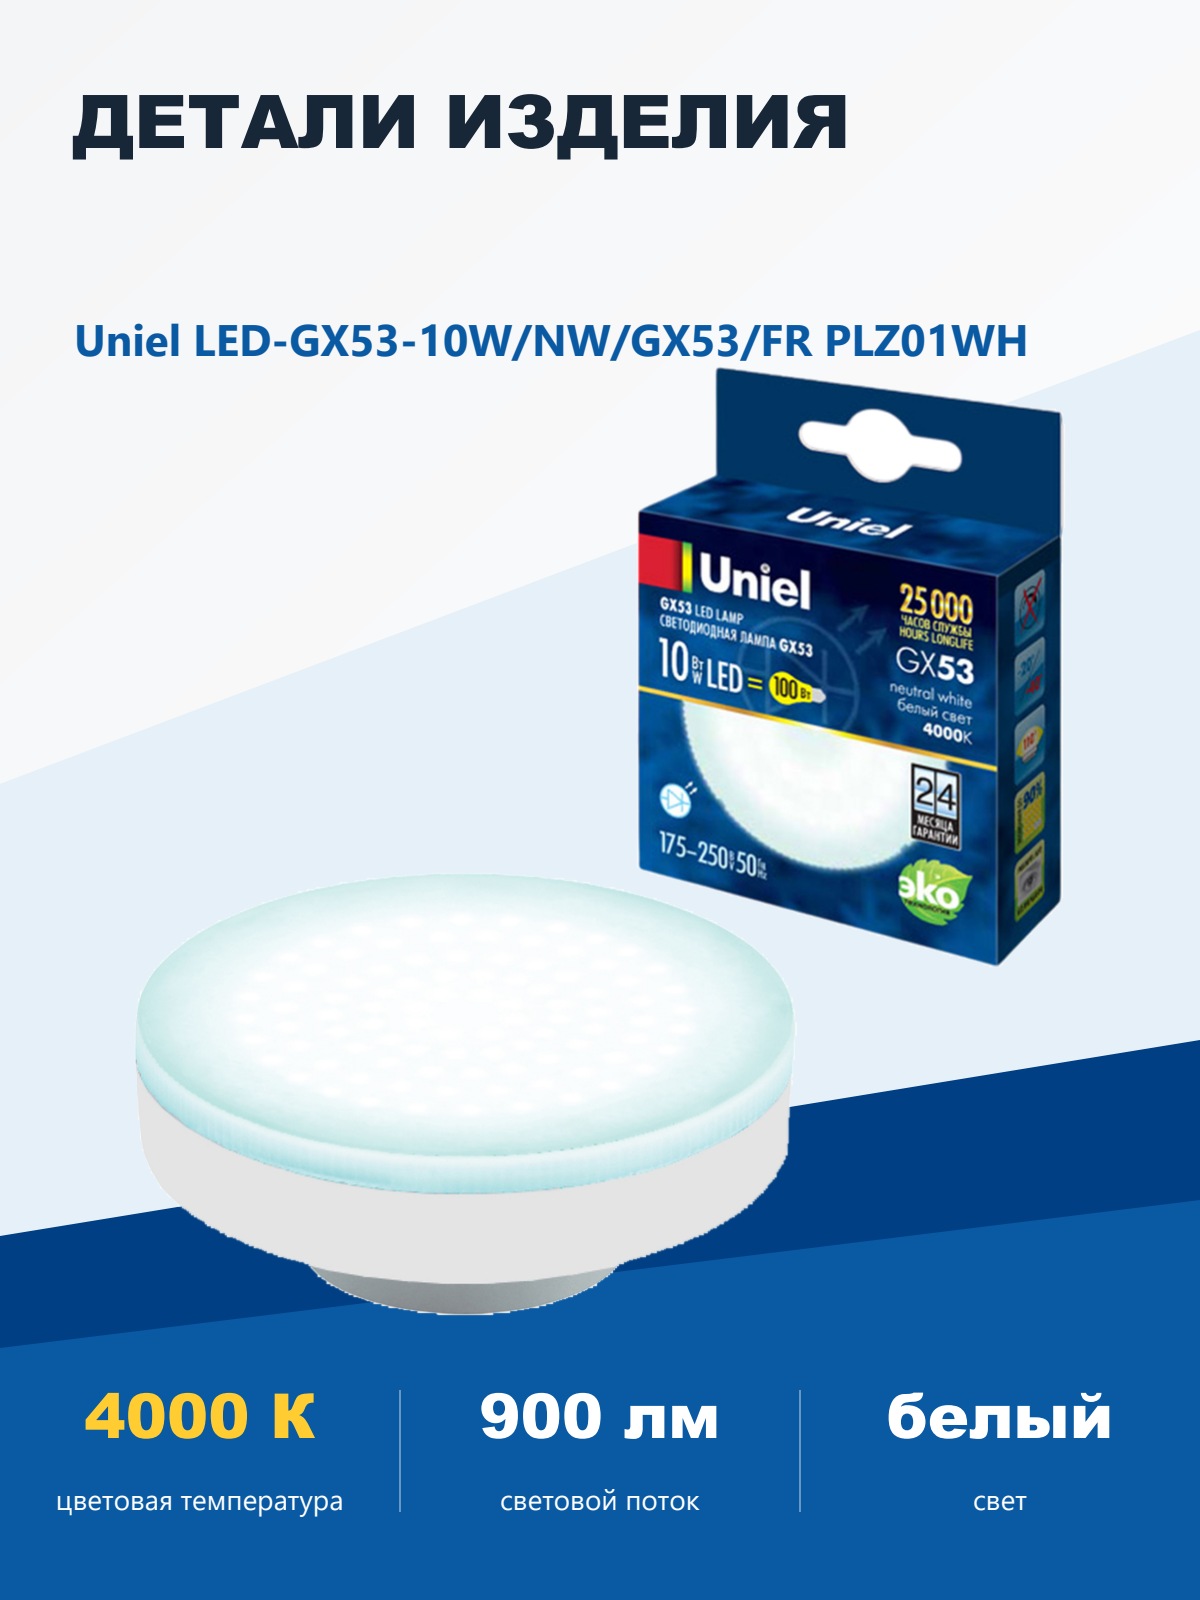 ДЕТАЛИ ИЗДЕЛИЯ
Uniel LED-GX53-10W/NW/GX53/FR PLZ01WH
Uniel
Uniel
GX53 LED LAMP
СВЕТОДИОДНАЯ ЛАМПА GX53
10 Вт W LED = 100 Вт
25 000
ЧАСОВ СЛУЖБЫ
HOURS LONGLIFE
GX53
neutral white
белый свет
4000K
24
МЕСЯЦА
ГАРАНТИИ
175–250 В V 50 Гц Hz
эко
технология
90%
4000 К
цветовая температура
900 лм
световой поток
белый
свет